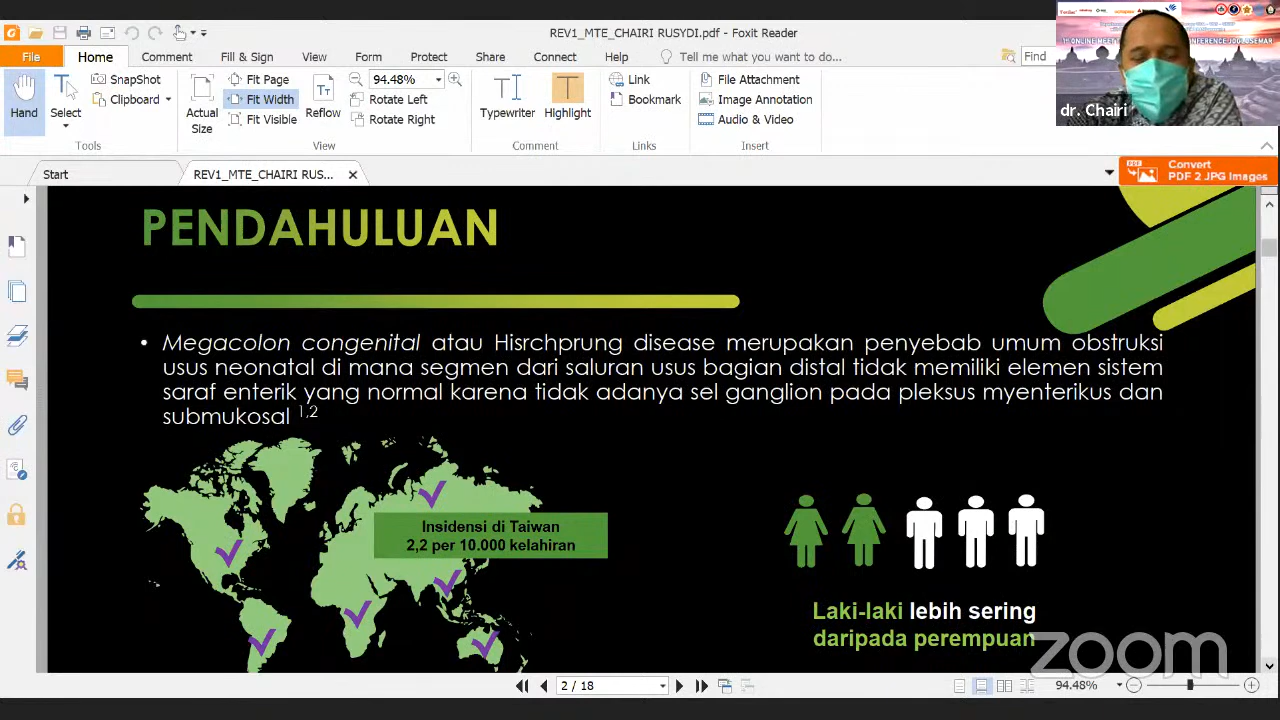 REV1_MTE_CHAIRI RUSYDI.pdf - Foxit Reader
File Home Comment Fill & Sign View Form Protect Share Connect Help Tell me what you want to do... Find
SnapShot Fit Page 94.48% Link File Attachment
Clipboard Fit Width Rotate Left Bookmark Image Annotation
Hand Select Actual Size Fit Visible Reflow Rotate Right Typewriter Highlight Audio & Video
Tools View Comment Links Insert
dr. Chairi
Start REV1_MTE_CHAIRI RUS...
Convert
PDF 2 JPG Images
PENDAHULUAN
• Megacolon congenital atau Hisrchprung disease merupakan penyebab umum obstruksi
usus neonatal di mana segmen dari saluran usus bagian distal tidak memiliki elemen sistem
saraf enterik yang normal karena tidak adanya sel ganglion pada pleksus myenterikus dan
submukosal 1,2
Insidensi di Taiwan
2,2 per 10.000 kelahiran
Laki-laki lebih sering
daripada perempuan
zoom
2 / 18 94.48%